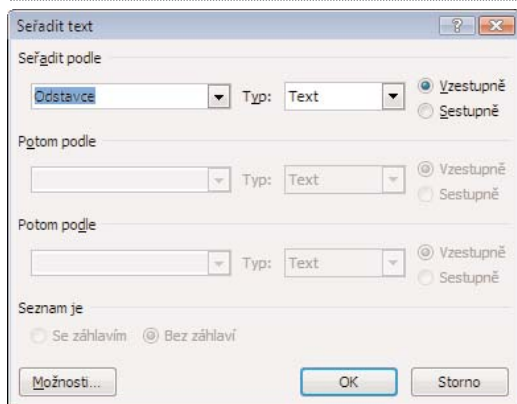 Seřadit text
Seřadit podle
Odstavce Typ: Text Vzestupně
Sestupně
Potom podle
Typ: Text Vzestupně
Sestupně
Potom podle
Typ: Text Vzestupně
Sestupně
Seznam je
Se záhlavím Bez záhlaví
Možnosti... OK Storno